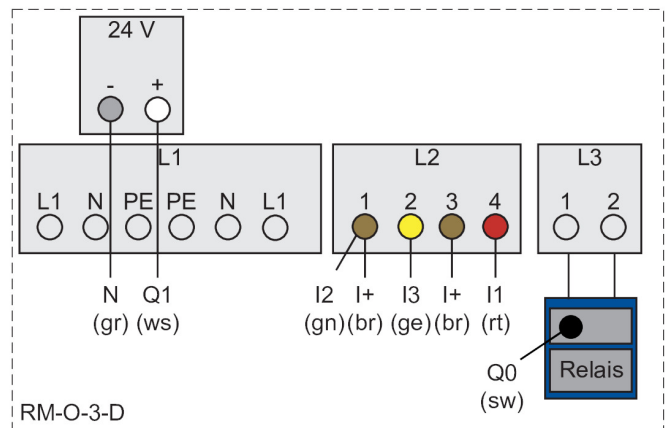 24 V
- +
L1 L2 L3
L1 N PE PE N L1 1 2 3 4 1 2
N Q1 I2 I+ I3 I+ I1
(gr) (ws) (gn) (br) (ge) (br) (rt)
Q0 Relais
(sw)
RM-O-3-D